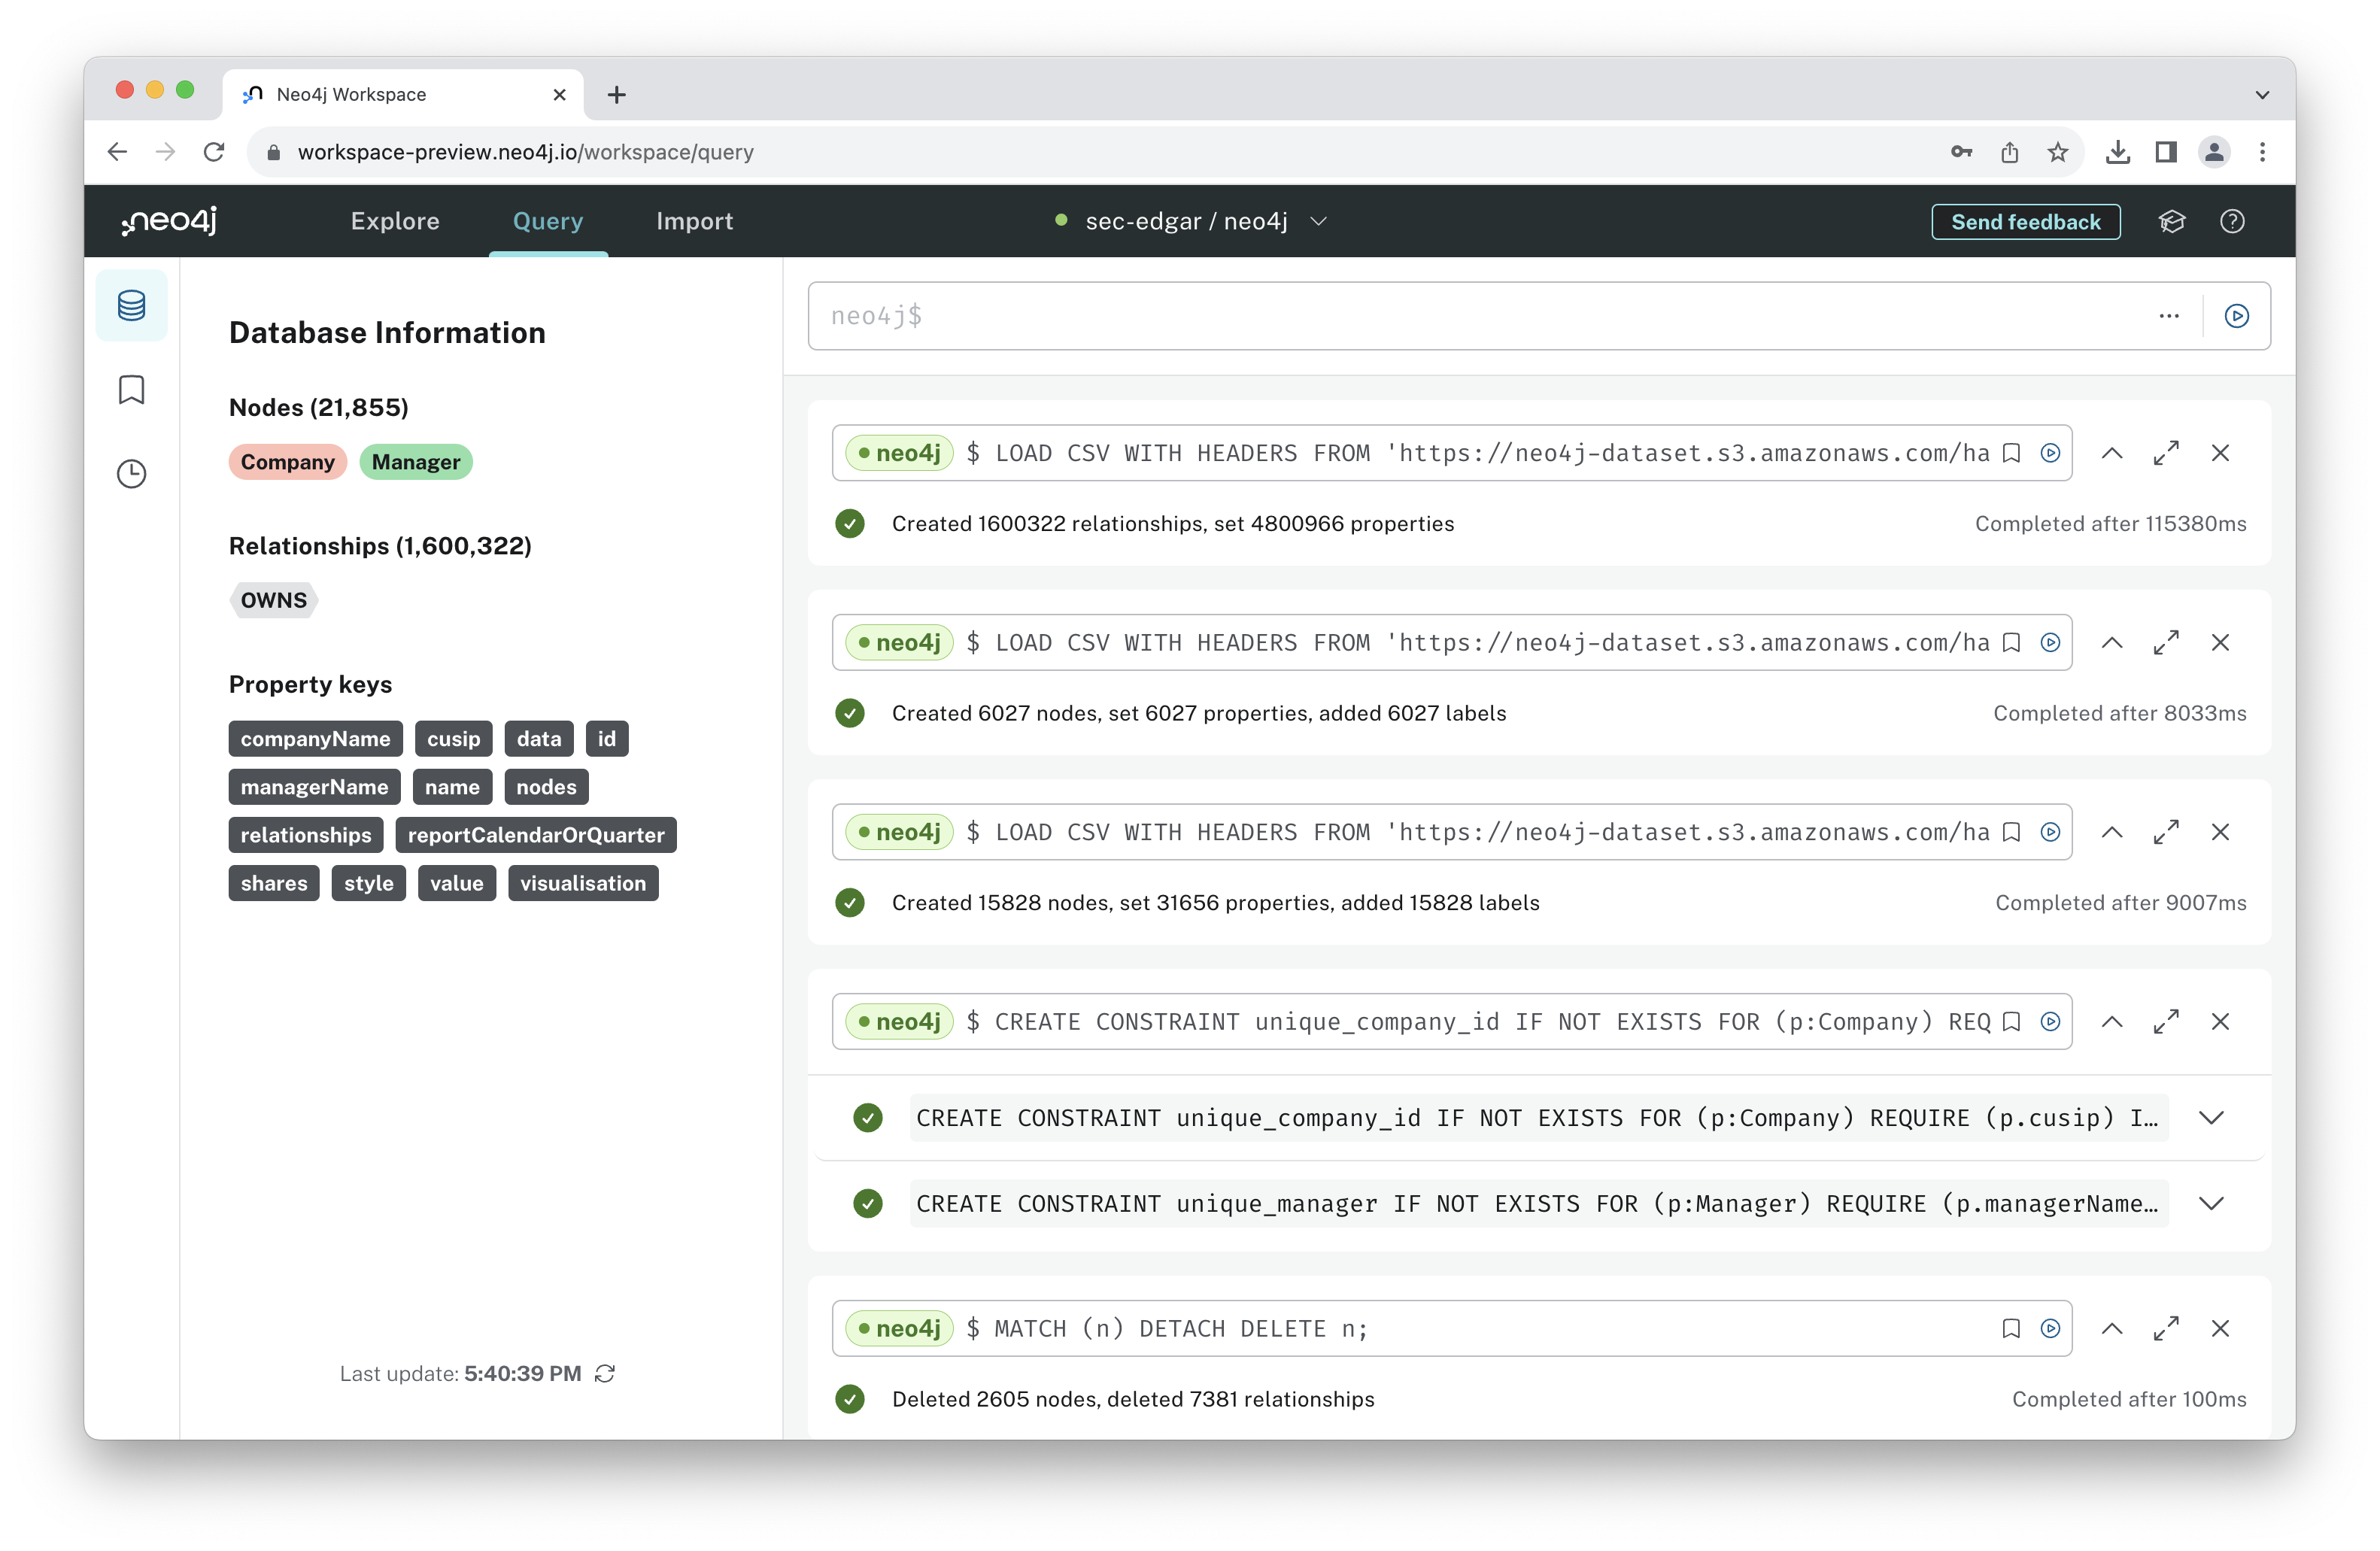 Neo4j Workspace
workspace-preview.neo4j.io/workspace/query
neo4j
Explore
Query
Import
sec-edgar / neo4j
Send feedback
Database Information
Nodes (21,855)
Company Manager
Relationships (1,600,322)
OWNS
Property keys
companyName cusip data id
managerName name nodes
relationships reportCalendarOrQuarter
shares style value visualisation
Last update: 5:40:39 PM
neo4j$
neo4j $ LOAD CSV WITH HEADERS FROM 'https://neo4j-dataset.s3.amazonaws.com/ha
Created 1600322 relationships, set 4800966 properties Completed after 115380ms
neo4j $ LOAD CSV WITH HEADERS FROM 'https://neo4j-dataset.s3.amazonaws.com/ha
Created 6027 nodes, set 6027 properties, added 6027 labels Completed after 8033ms
neo4j $ LOAD CSV WITH HEADERS FROM 'https://neo4j-dataset.s3.amazonaws.com/ha
Created 15828 nodes, set 31656 properties, added 15828 labels Completed after 9007ms
neo4j $ CREATE CONSTRAINT unique_company_id IF NOT EXISTS FOR (p:Company) REQ
CREATE CONSTRAINT unique_company_id IF NOT EXISTS FOR (p:Company) REQUIRE (p.cusip) I…
CREATE CONSTRAINT unique_manager IF NOT EXISTS FOR (p:Manager) REQUIRE (p.managerName…
neo4j $ MATCH (n) DETACH DELETE n;
Deleted 2605 nodes, deleted 7381 relationships Completed after 100ms